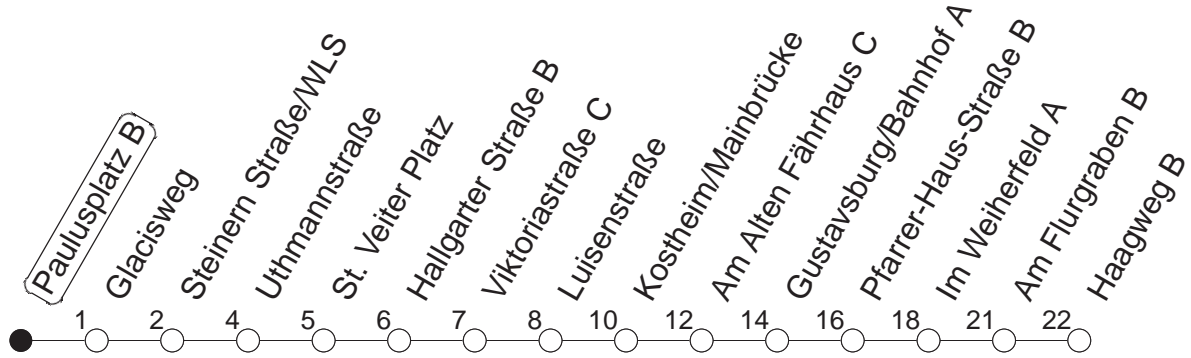 Paulusplatz B
Glacisweg
Steinern Straße/WLS
Uthmannstraße
St. Veiter Platz
Hallgarter Straße B
Viktoriastraße C
Luisenstraße
Kostheim/Mainbrücke
Am Alten Fährhaus C
Gustavsburg/Bahnhof A
Pfarrer-Haus-Straße B
Im Weiherfeld A
Am Flurgraben B
Haagweg B
1 2 4 5 6 7 8 10 12 14 16 18 21 22